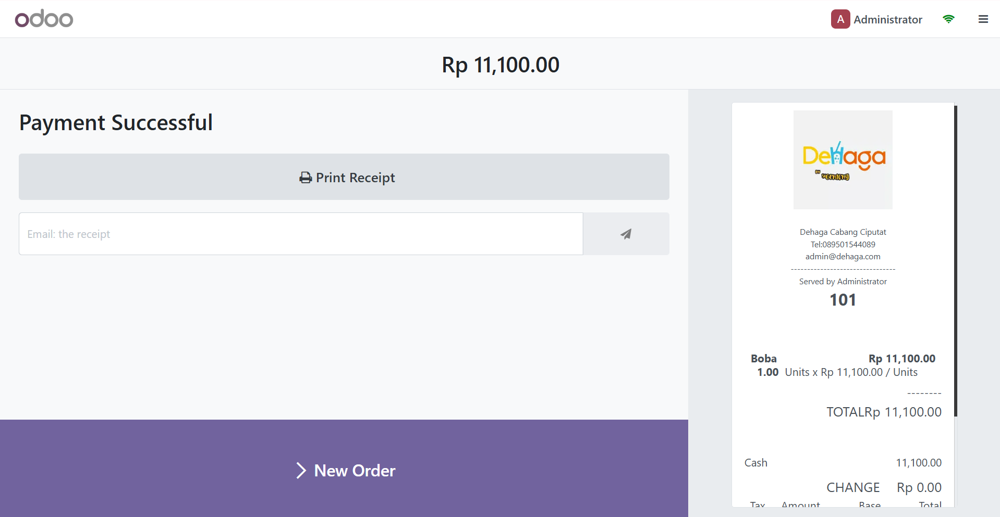 odoo
A Administrator
Rp 11,100.00
Payment Successful
Print Receipt
Email: the receipt
New Order
DeHaga
BY
segentong
Dehaga Cabang Ciputat
Tel:089501544089
admin@dehaga.com
--------------------------------
Served by Administrator
101
Boba Rp 11,100.00
1.00 Units x Rp 11,100.00 / Units
--------
TOTALRp 11,100.00
Cash 11,100.00
CHANGE Rp 0.00
Tax Amount Base Total